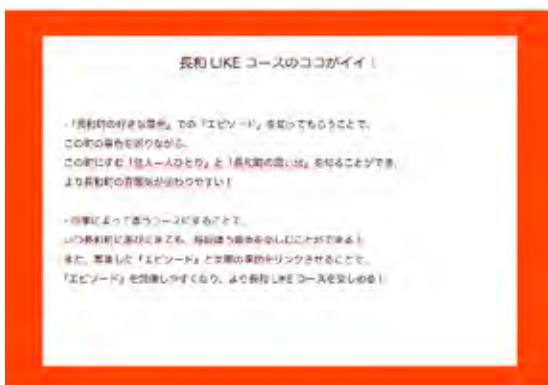 長和 LIKE コースのココがイイ！
・「長和町の好きな景色」での「エピソード」を知ってもらうことで、
この町の景色を巡りながら、
この町にすむ「住人一人ひとり」と「長和町の思い出」を知ることができ、
より長和町の雰囲気が伝わりやすい！
・四季によって違うコースにすることで、
いつ長和町に遊びにきても、毎回違う景色を楽しむことができる！
また、募集した「エピソード」と実際の季節をリンクさせることで、
「エピソード」を想像しやすくなり、より長和 LIKE コースを楽しめる！